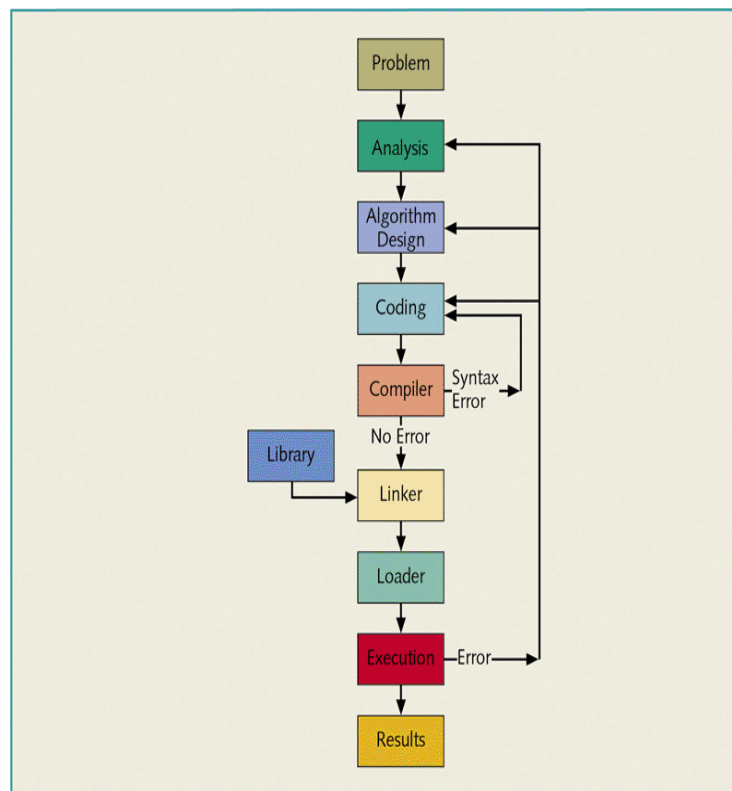 Problem
Analysis
Algorithm
Design
Coding
Compiler
Syntax
Error
No Error
Library
Linker
Loader
Execution
Error
Results